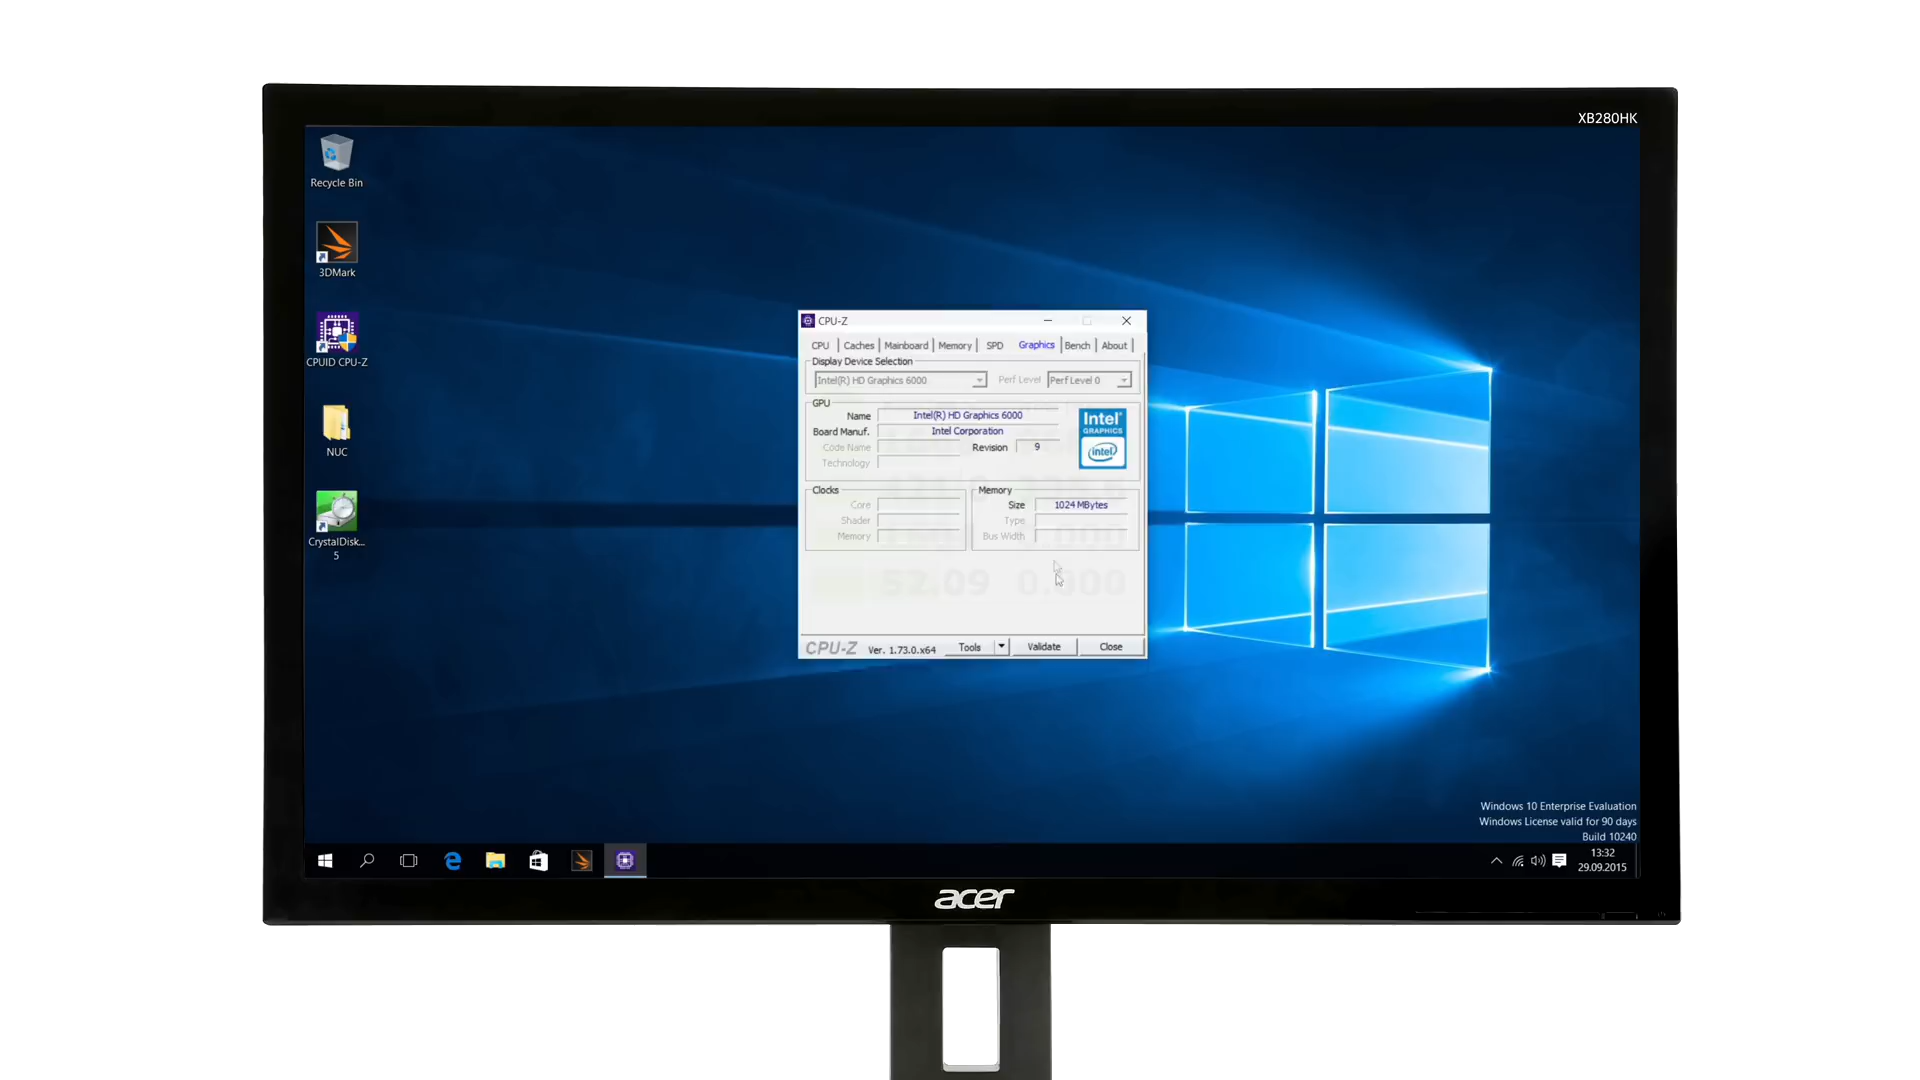 XB280HK
Recycle Bin
3DMark
CPUID CPU-Z
NUC
CrystalDisk...
5
CPU-Z
CPU Caches Mainboard Memory SPD Graphics Bench About
Display Device Selection
Intel(R) HD Graphics 6000 Perf Level Perf Level 0
GPU
Name Intel(R) HD Graphics 6000
Board Manuf. Intel Corporation
Code Name Revision 9
Technology
Intel®
GRAPHICS
intel
Clocks
Core
Shader
Memory
Memory
Size 1024 MBytes
Type
Bus Width
52.09 0.000
CPU-Z Ver. 1.73.0.x64 Tools Validate Close
Windows 10 Enterprise Evaluation
Windows License valid for 90 days
Build 10240
13:32
29.09.2015
acer